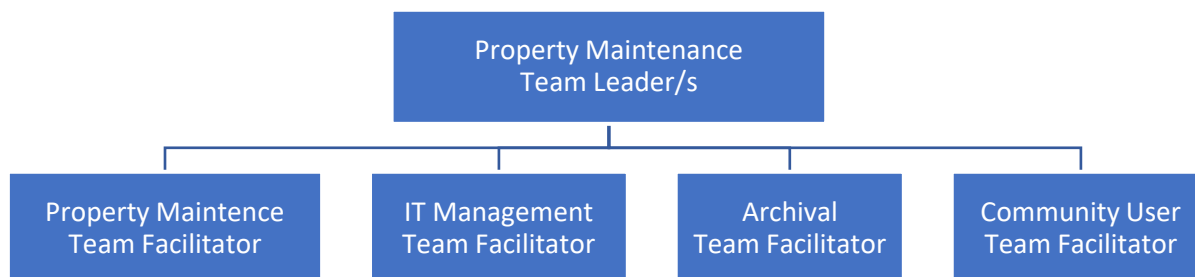 Property Maintenance
Team Leader/s
Property Maintence
Team Facilitator
IT Management
Team Facilitator
Archival
Team Facilitator
Community User
Team Facilitator